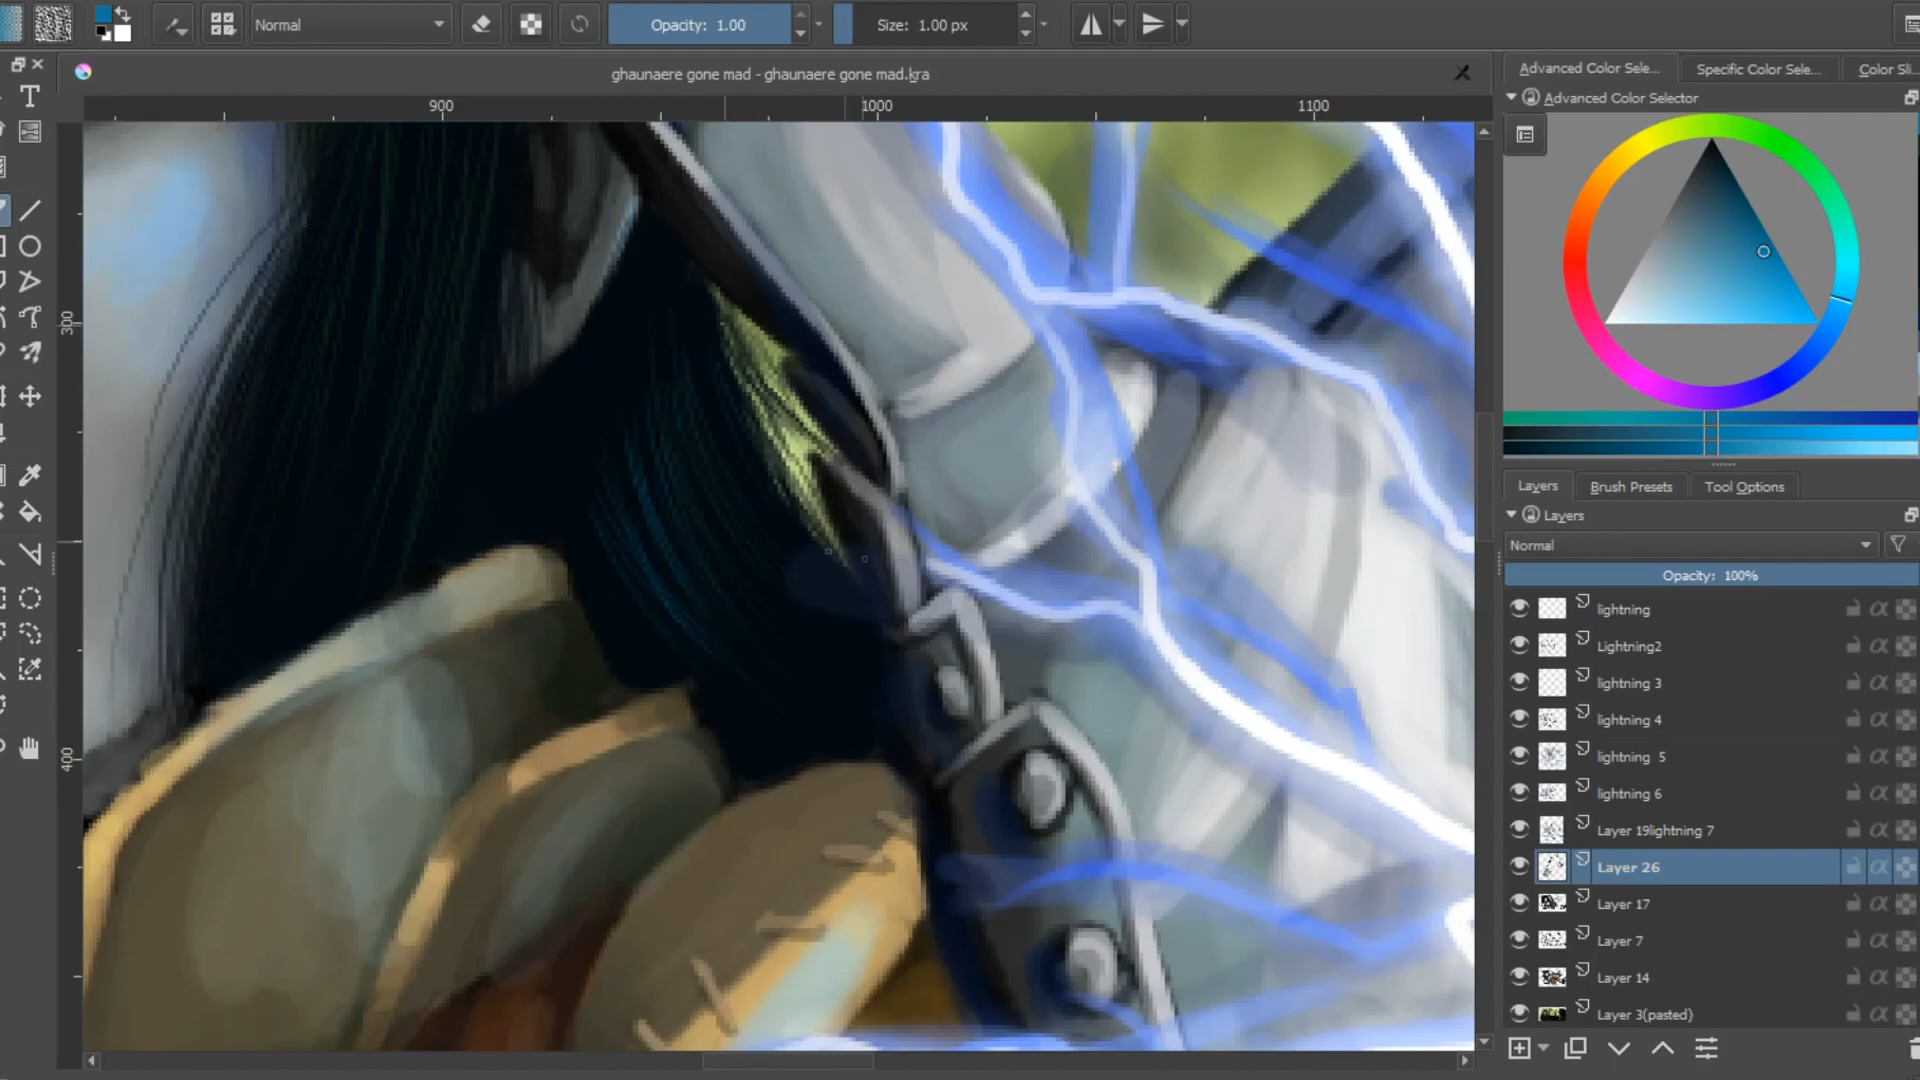 Normal
Opacity: 1.00
Size: 1.00 px
ghaunaere gone mad - ghaunaere gone mad.kra
900
1000
1100
300
400
Advanced Color Sele...
Specific Color Sele...
Color Sli...
Advanced Color Selector
Layers
Brush Presets
Tool Options
Layers
Normal
Opacity: 100%
lightning
Lightning2
lightning 3
lightning 4
lightning  5
lightning 6
Layer 19lightning 7
Layer 26
Layer 17
Layer 7
Layer 14
Layer 3(pasted)